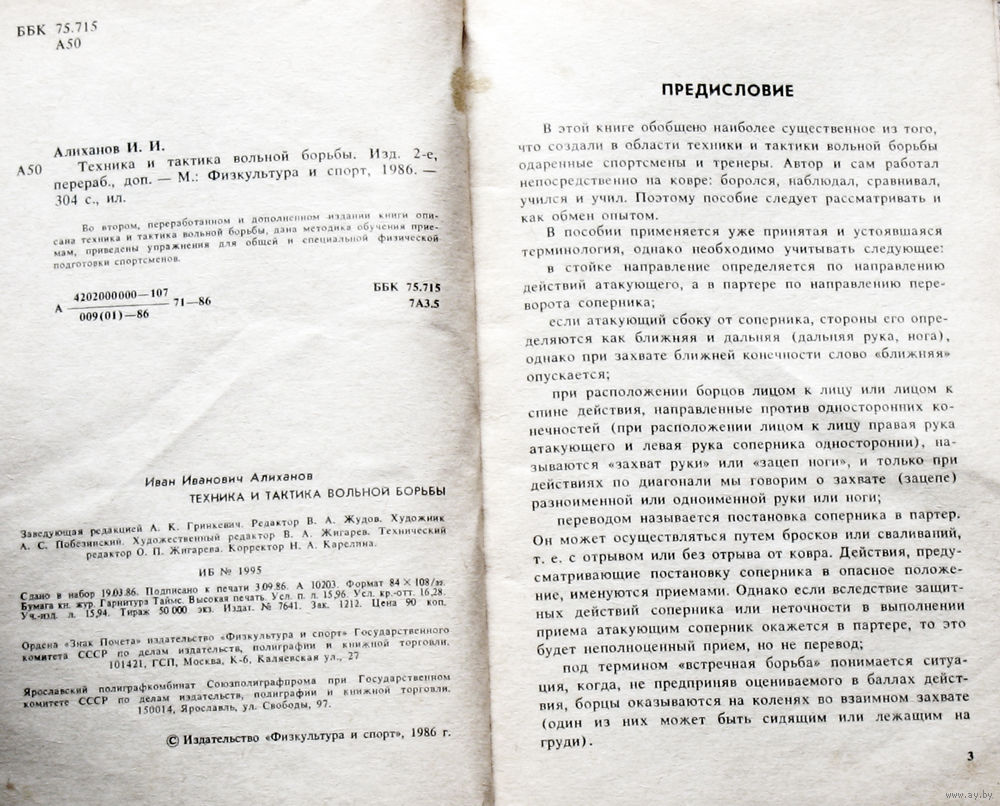 ББК 75.715
А50
Алиханов И. И.
А50 Техника и тактика вольной борьбы. Изд. 2-е,
перераб., доп. — М.: Физкультура и спорт, 1986. —
304 с., ил.
Во втором, переработанном и дополненном издании книги опи-
сана техника и тактика вольной борьбы, дана методика обучения прие-
мам, приведены упражнения для общей и специальной физической
подготовки спортсменов.
А 4202000000—107 71—86
009(01)—86
ББК 75.715
7А3.5
Иван Иванович Алиханов
ТЕХНИКА И ТАКТИКА ВОЛЬНОЙ БОРЬБЫ
Заведующая редакцией А. К. Гринкевич. Редактор В. А. Жудов. Художник
А. С. Побезинский. Художественный редактор В. А. Жигарев. Технический
редактор О. П. Жигарева. Корректор Н. А. Карелина.
ИБ № 1995
Сдано в набор 19.03.86. Подписано к печати 3.09.86. А 10203. Формат 84×108/32.
Бумага кн. жур. Гарнитура Таймс. Высокая печать. Усл. п. л. 15,96. Усл. кр.-отт. 16,28.
Уч.-изд. л. 15,94. Тираж 50 000 экз. Издат. № 7641. Зак. 1212. Цена 90 коп.
Ордена «Знак Почета» издательство «Физкультура и спорт» Государственного
комитета СССР по делам издательств, полиграфии и книжной торговли.
101421, ГСП, Москва, К-6, Каляевская ул., 27
Ярославский полиграфкомбинат Союзполиграфпрома при Государственном
комитете СССР по делам издательств, полиграфии и книжной торговли.
150014, Ярославль, ул. Свободы, 97.
© Издательство «Физкультура и спорт», 1986 г.
ПРЕДИСЛОВИЕ
В этой книге обобщено наиболее существенное из того,
что создали в области техники и тактики вольной борьбы
одаренные спортсмены и тренеры. Автор и сам работал
непосредственно на ковре: боролся, наблюдал, сравнивал,
учился и учил. Поэтому пособие следует рассматривать и
как обмен опытом.
В пособии применяется уже принятая и устоявшаяся
терминология, однако необходимо учитывать следующее:
в стойке направление определяется по направлению
действий атакующего, а в партере по направлению пере-
ворота соперника;
если атакующий сбоку от соперника, стороны его опре-
деляются как ближняя и дальняя (дальняя рука, нога),
однако при захвате ближней конечности слово «ближняя»
опускается;
при расположении борцов лицом к лицу или лицом к
спине действия, направленные против односторонних ко-
нечностей (при расположении лицом к лицу правая рука
атакующего и левая рука соперника односторонни), на-
зываются «захват руки» или «зацеп ноги», и только при
действиях по диагонали мы говорим о захвате (зацепе)
разноименной или одноименной руки или ноги;
переводом называется постановка соперника в партер.
Он может осуществляться путем бросков или сваливаний,
т. е. с отрывом или без отрыва от ковра. Действия, преду-
сматривающие постановку соперника в опасное положе-
ние, именуются приемами. Однако если вследствие защит-
ных действий соперника или неточности в выполнении
приема атакующим соперник окажется в партере, то это
будет неполноценный прием, но не перевод;
под термином «встречная борьба» понимается ситуа-
ция, когда, не предприняв оцениваемого в баллах дейст-
вия, борцы оказываются на коленях во взаимном захвате
(один из них может быть сидящим или лежащим на
груди).
3
www.ay.by